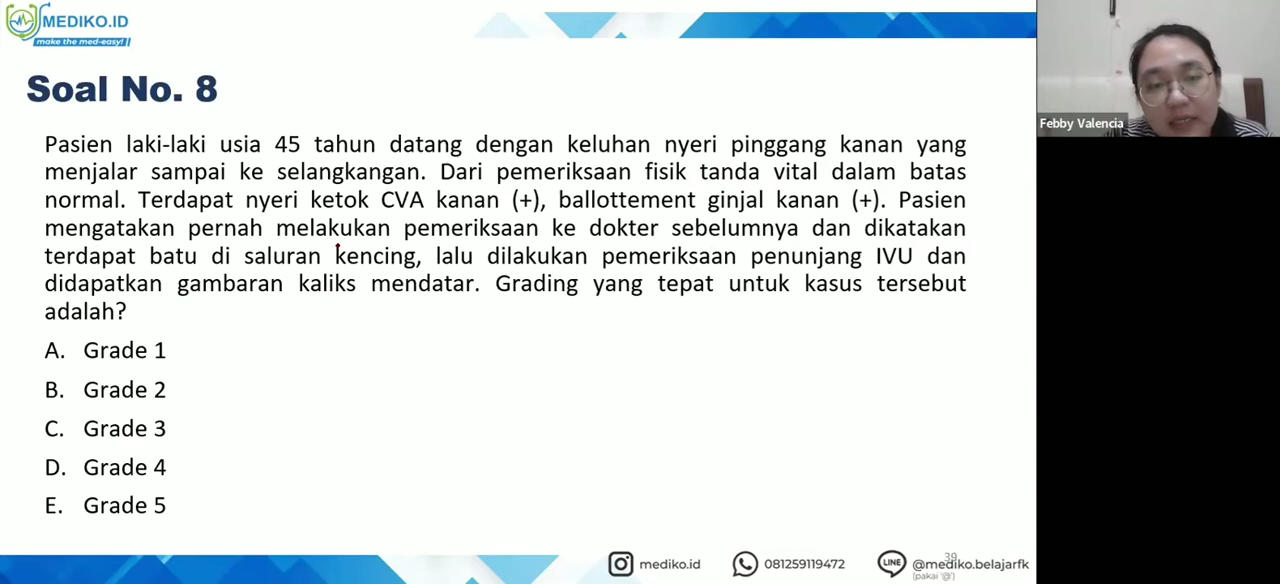 MEDIKO.ID
make the med-easy!
Soal No. 8
Febby Valencia
Pasien laki-laki usia 45 tahun datang dengan keluhan nyeri pinggang kanan yang
menjalar sampai ke selangkangan. Dari pemeriksaan fisik tanda vital dalam batas
normal. Terdapat nyeri ketok CVA kanan (+), ballottement ginjal kanan (+). Pasien
mengatakan pernah melakukan pemeriksaan ke dokter sebelumnya dan dikatakan
terdapat batu di saluran kencing, lalu dilakukan pemeriksaan penunjang IVU dan
didapatkan gambaran kaliks mendatar. Grading yang tepat untuk kasus tersebut
adalah?
A. Grade 1
B. Grade 2
C. Grade 3
D. Grade 4
E. Grade 5
mediko.id
081259119472
LINE
@mediko.belajarfk
(pakai '@')
39